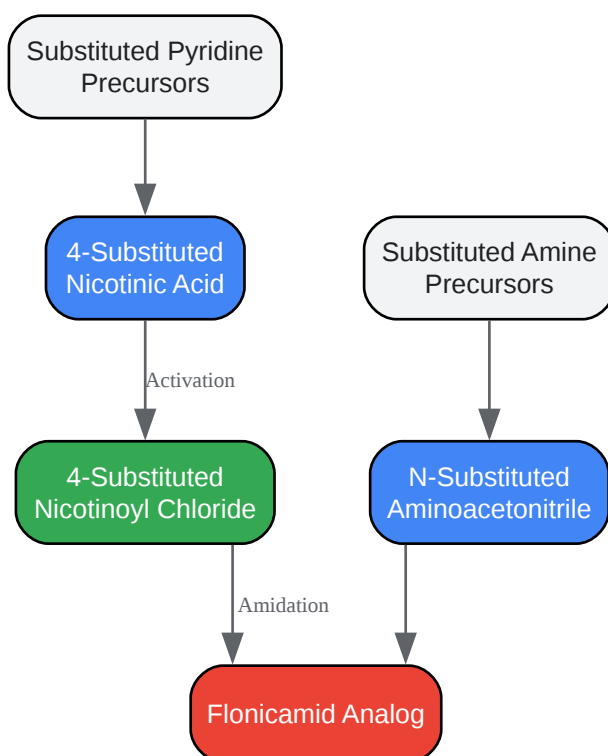 Substituted Pyridine
Precursors
4-Substituted
Nicotinic Acid
Substituted Amine
Precursors
Activation
4-Substituted
Nicotinoyl Chloride
N-Substituted
Aminoacetonitrile
Amidation
Flonicamid Analog